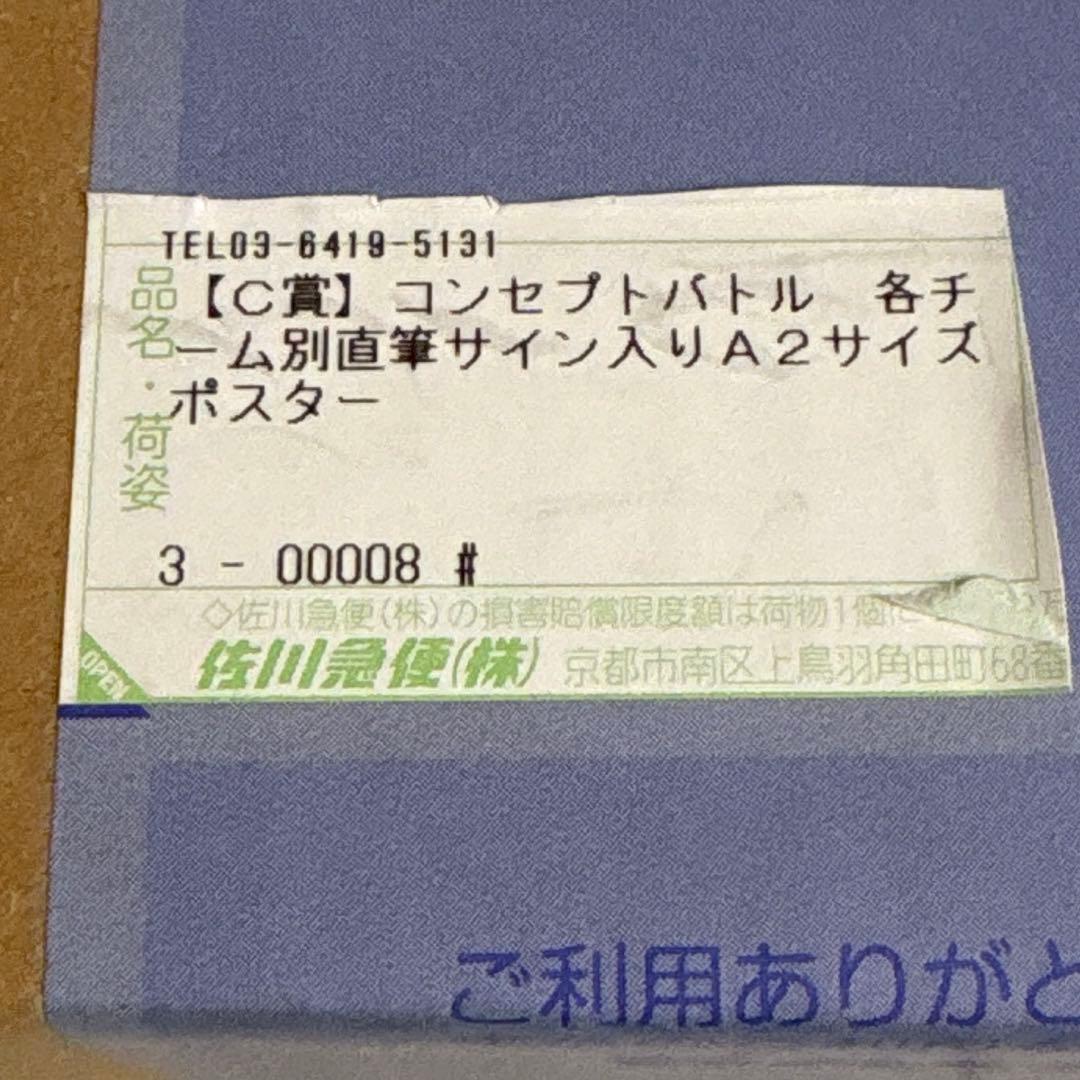 TEL03-6419-5131
品名・荷姿
【C賞】コンセプトバトル 各チ
ーム別直筆サイン入りA2サイズ
ポスター
3 - 00008 #
◇佐川急便(株)の損害賠償限度額は荷物1個に
佐川急便(株) 京都市南区上鳥羽角田町68番
OPEN
ご利用ありがと